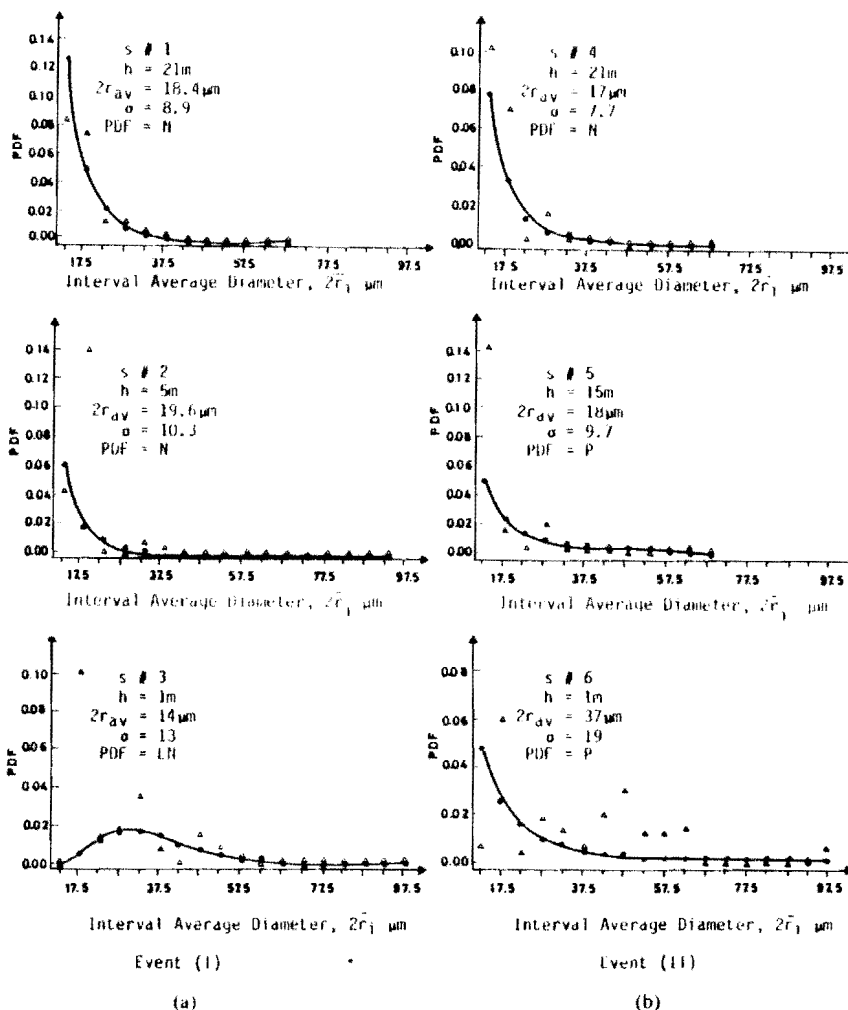 0.14
0.12
0.10
0.08
0.06
0.04
0.02
0.00
PDF
s # 1
h = 21m
2r_av = 18.4μm
σ = 8.9
PDF = N
17.5 37.5 57.5 77.5 97.5
Interval Average Diameter, 2r̄i μm
0.10
0.08
0.06
0.04
0.02
0.00
PDF
s # 4
h = 21m
2r_av = 17μm
σ = 7.7
PDF = N
17.5 37.5 57.5 77.5 97.5
Interval Average Diameter, 2r̄i μm
0.14
0.12
0.10
0.08
0.06
0.04
0.02
0.00
PDF
s # 2
h = 5m
2r_av = 19.6μm
σ = 10.3
PDF = N
17.5 37.5 57.5 77.5 97.5
Interval Average Diameter, 2r̄i μm
0.14
0.12
0.10
0.08
0.06
0.04
0.02
0.00
PDF
s # 5
h = 15m
2r_av = 18μm
σ = 9.7
PDF = P
17.5 37.5 57.5 77.5 97.5
Interval Average Diameter, 2r̄i μm
0.10
0.08
0.06
0.04
0.02
0.00
PDF
s # 3
h = 1m
2r_av = 14μm
σ = 13
PDF = LN
17.5 37.5 57.5 77.5 97.5
Interval Average Diameter, 2r̄i μm
Event (I)
(a)
0.08
0.06
0.04
0.02
0.00
PDF
s # 6
h = 1m
2r_av = 37μm
σ = 19
PDF = P
17.5 37.5 57.5 77.5 97.5
Interval Average Diameter, 2r̄i μm
Event (II)
(b)